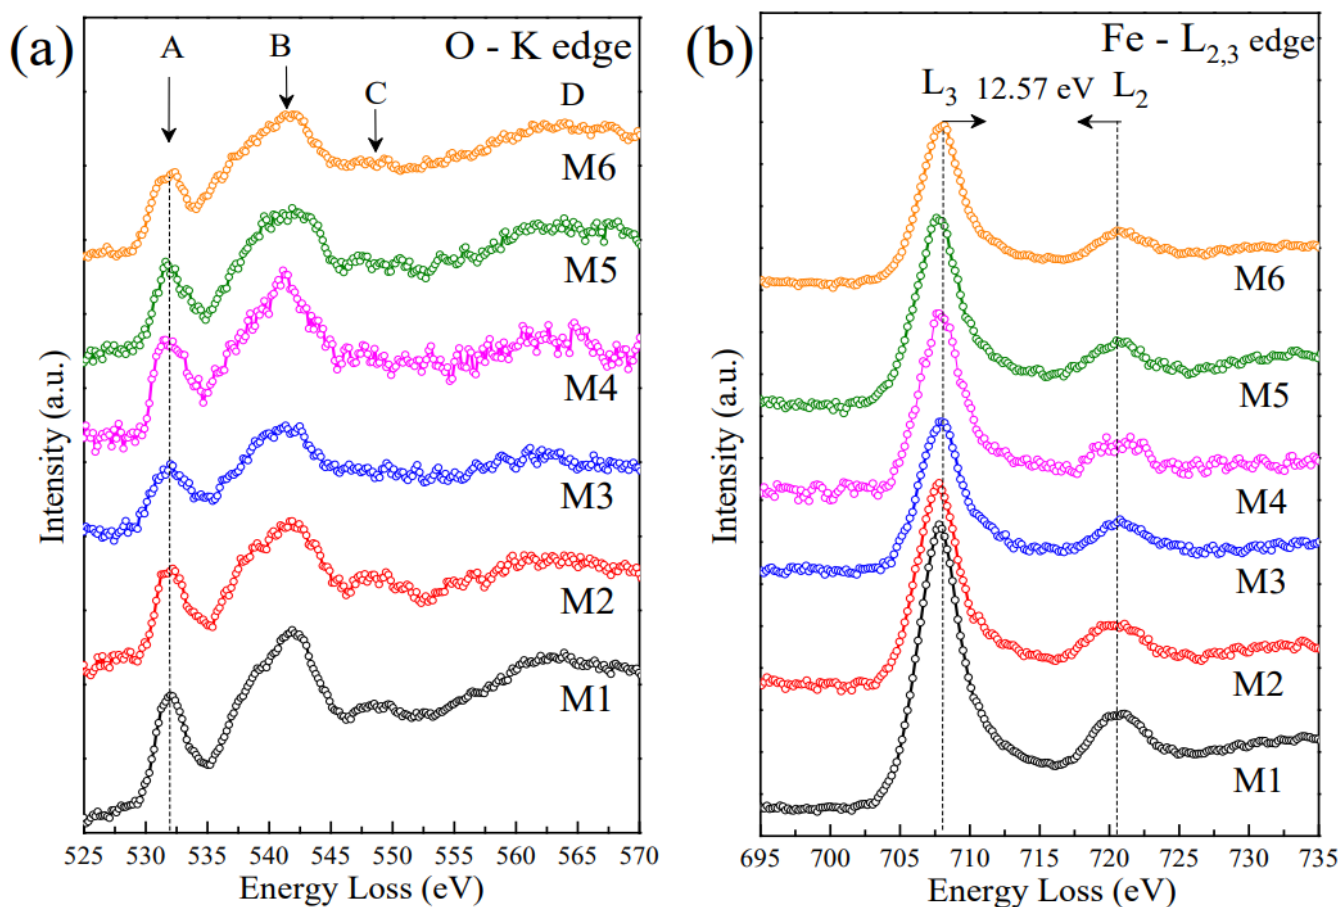 (a)
O - K edge
A
B
C
D
M6
M5
M4
M3
M2
M1
Intensity (a.u.)
525 530 535 540 545 550 555 560 565 570
Energy Loss (eV)
(b)
Fe - L2,3 edge
L3 12.57 eV L2
M6
M5
M4
M3
M2
M1
Intensity (a.u.)
695 700 705 710 715 720 725 730 735
Energy Loss (eV)